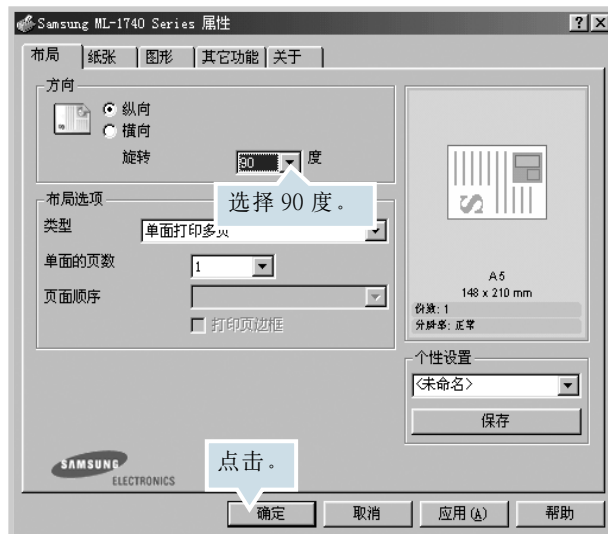 Samsung ML-1740 Series 属性
布局 纸张 图形 其它功能 关于
方向
纵向
横向
旋转 90 度
选择 90 度。
布局选项
类型 单面打印多页
单面的页数 1
页面顺序
打印页边框
A5
148 x 210 mm
份数: 1
分辨率: 正常
个性设置
<未命名>
保存
SAMSUNG
ELECTRONICS
点击。
确定 取消 应用(A) 帮助